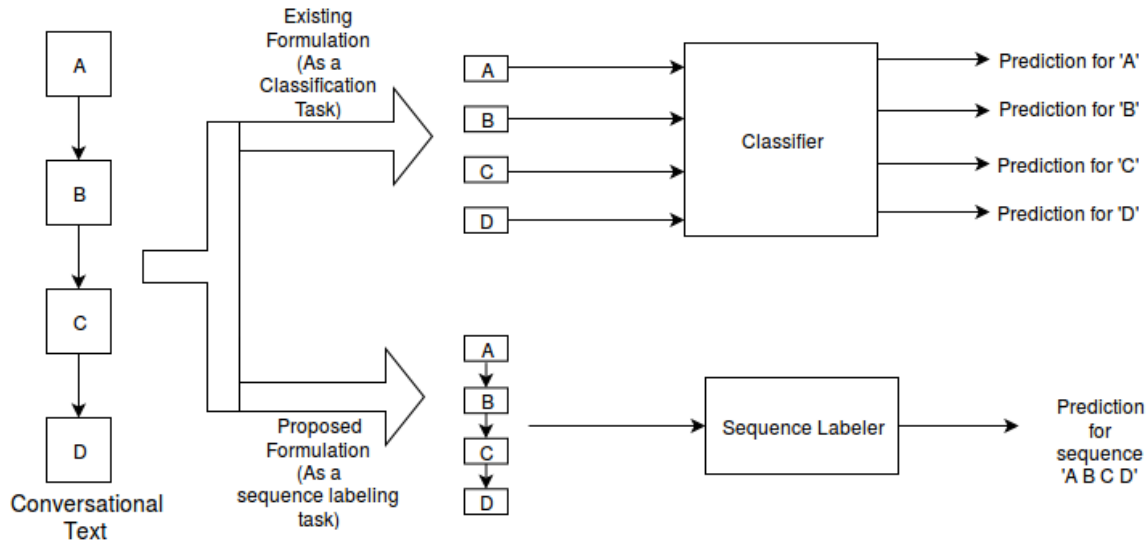 A
B
C
D
Conversational
Text
Existing
Formulation
(As a
Classification
Task)
A
B
C
D
Classifier
Prediction for 'A'
Prediction for 'B'
Prediction for 'C'
Prediction for 'D'
Proposed
Formulation
(As a
sequence labeling
task)
A
B
C
D
Sequence Labeler
Prediction
for
sequence
'A B C D'